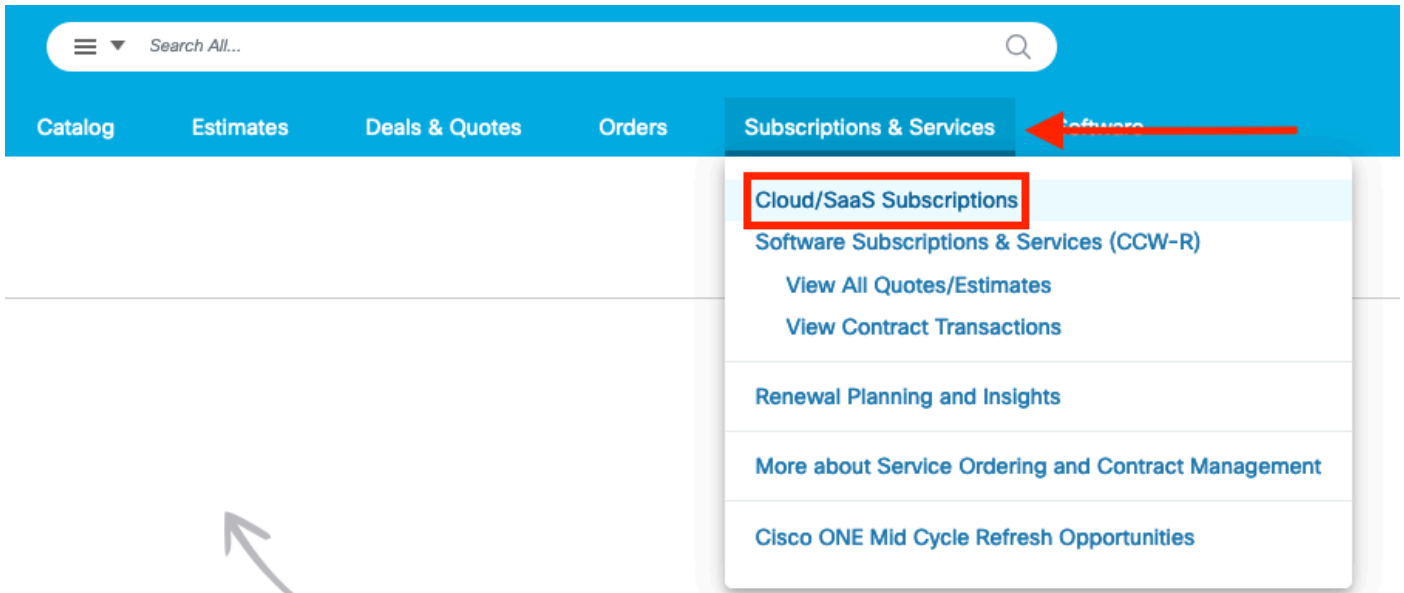 Search All...
Catalog Estimates Deals & Quotes Orders Subscriptions & Services Software
Cloud/SaaS Subscriptions
Software Subscriptions & Services (CCW-R)
View All Quotes/Estimates
View Contract Transactions
Renewal Planning and Insights
More about Service Ordering and Contract Management
Cisco ONE Mid Cycle Refresh Opportunities